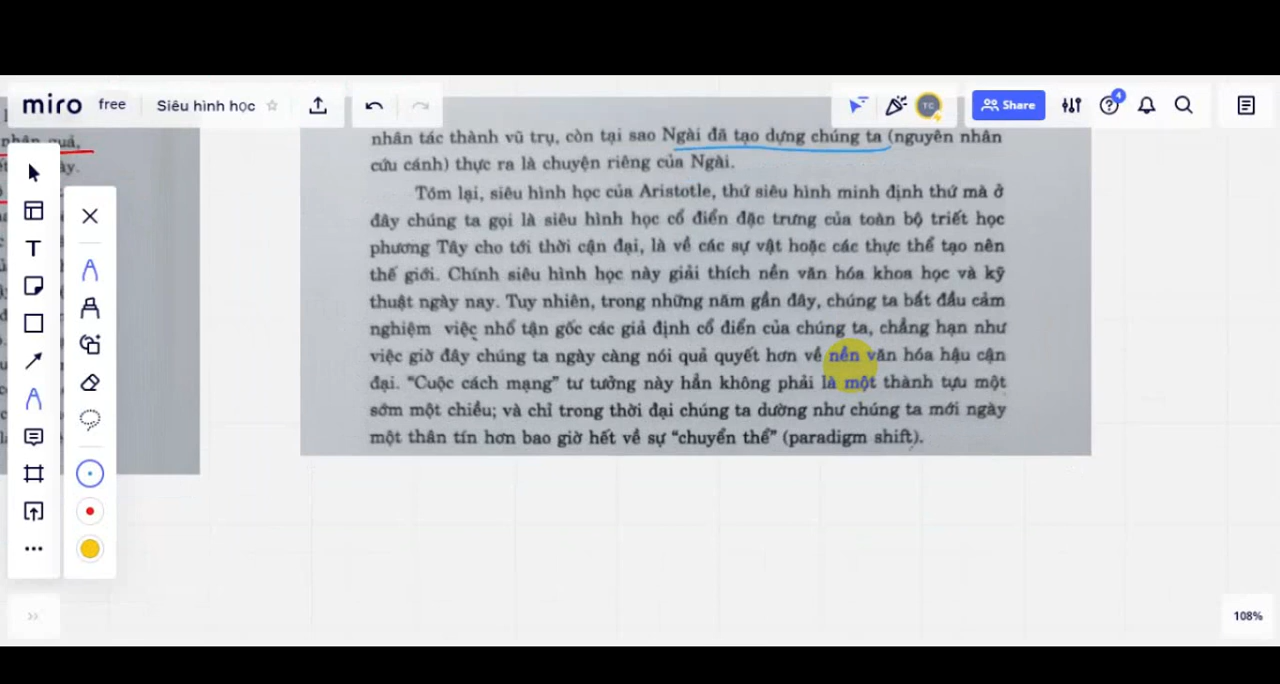 miro free Siêu hình học
TC
Share
4
nhân quả,
nhân tác thành vũ trụ, còn tại sao Ngài đã tạo dựng chúng ta (nguyên nhân
cứu cánh) thực ra là chuyện riêng của Ngài.
Tóm lại, siêu hình học của Aristotle, thứ siêu hình minh định thứ mà ở
đây chúng ta gọi là siêu hình học cổ điển đặc trưng của toàn bộ triết học
phương Tây cho tới thời cận đại, là về các sự vật hoặc các thực thể tạo nên
thế giới. Chính siêu hình học này giải thích nền văn hóa khoa học và kỹ
thuật ngày nay. Tuy nhiên, trong những năm gần đây, chúng ta bắt đầu cảm
nghiệm việc nhổ tận gốc các giả định cổ điển của chúng ta, chẳng hạn như
việc giờ đây chúng ta ngày càng nói quả quyết hơn về nền văn hóa hậu cận
đại. “Cuộc cách mạng” tư tưởng này hẳn không phải là một thành tựu một
sớm một chiều; và chỉ trong thời đại chúng ta dường như chúng ta mới ngày
một thân tín hơn bao giờ hết về sự “chuyển thể” (paradigm shift).
108%